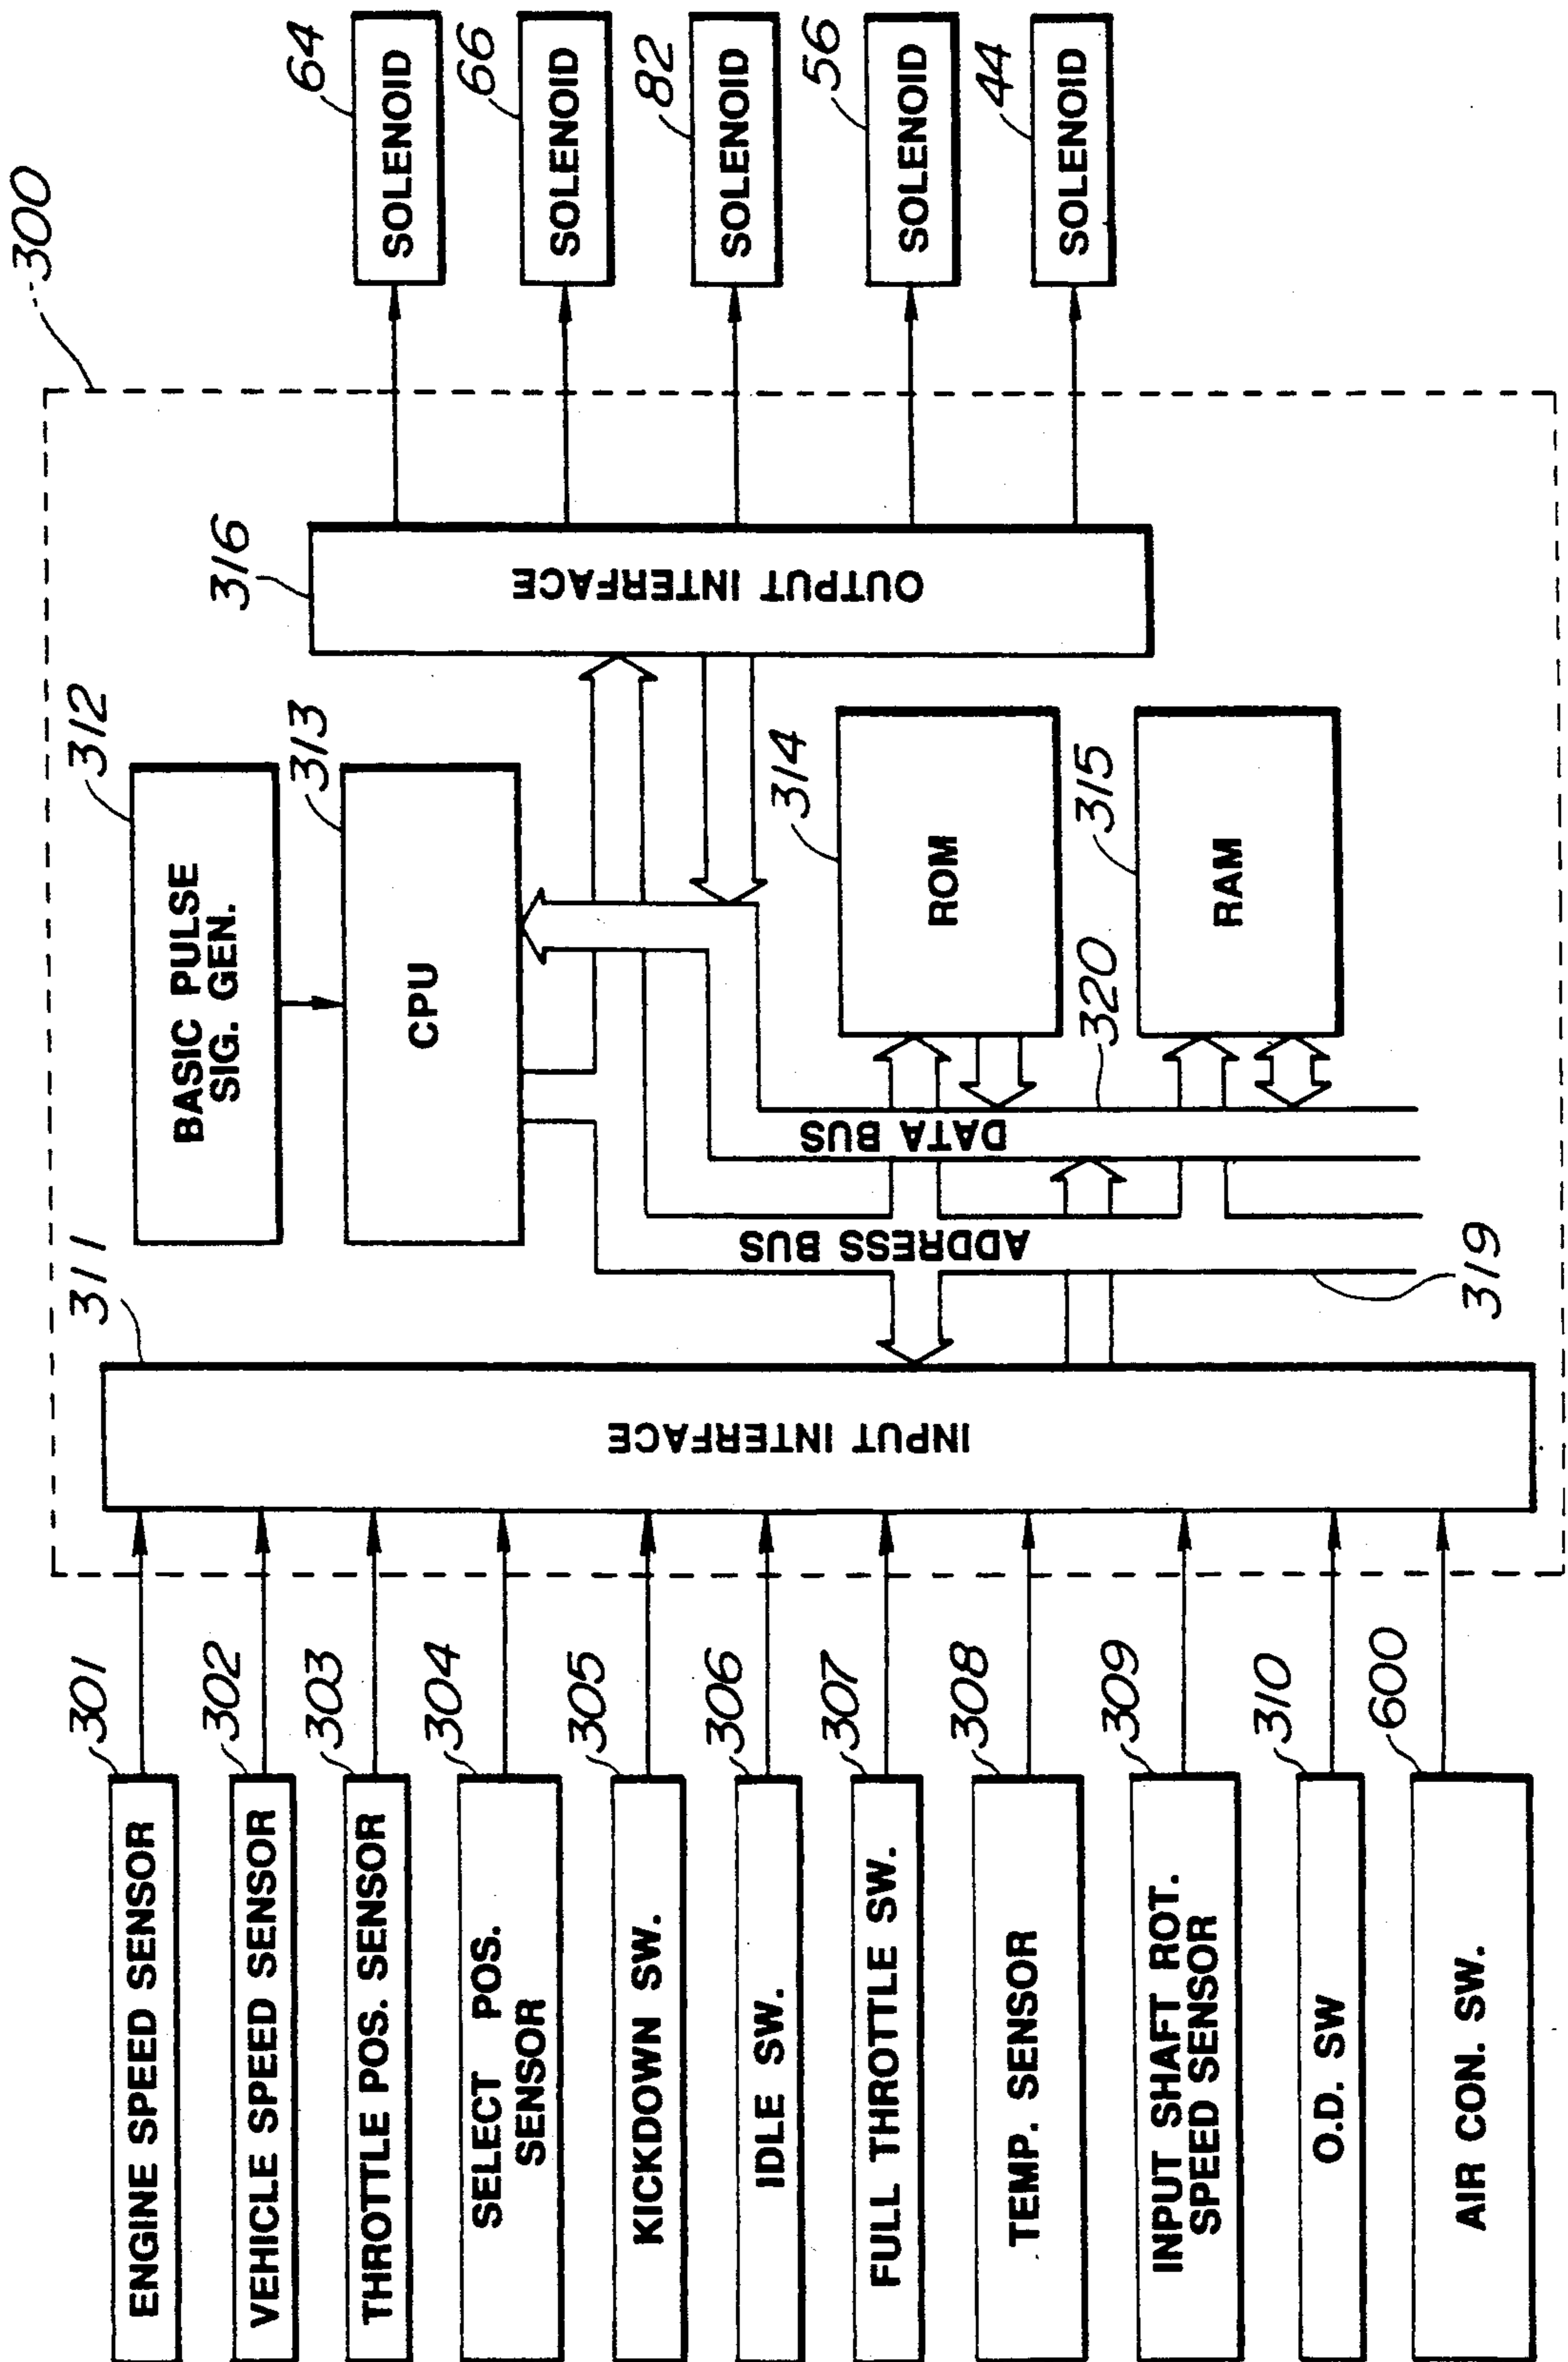 300
ENGINE SPEED SENSOR
301
VEHICLE SPEED SENSOR
302
THROTTLE POS. SENSOR
303
SELECT POS.
SENSOR
304
KICKDOWN SW.
305
IDLE SW.
306
FULL THROTTLE SW.
307
TEMP. SENSOR
308
INPUT SHAFT ROT.
SPEED SENSOR
309
O.D. SW
310
AIR CON. SW.
600
311
INPUT INTERFACE
312
BASIC PULSE
SIG. GEN.
313
CPU
ADDRESS BUS
319
DATA BUS
320
314
ROM
315
RAM
316
OUTPUT INTERFACE
64
SOLENOID
66
SOLENOID
82
SOLENOID
56
SOLENOID
44
SOLENOID